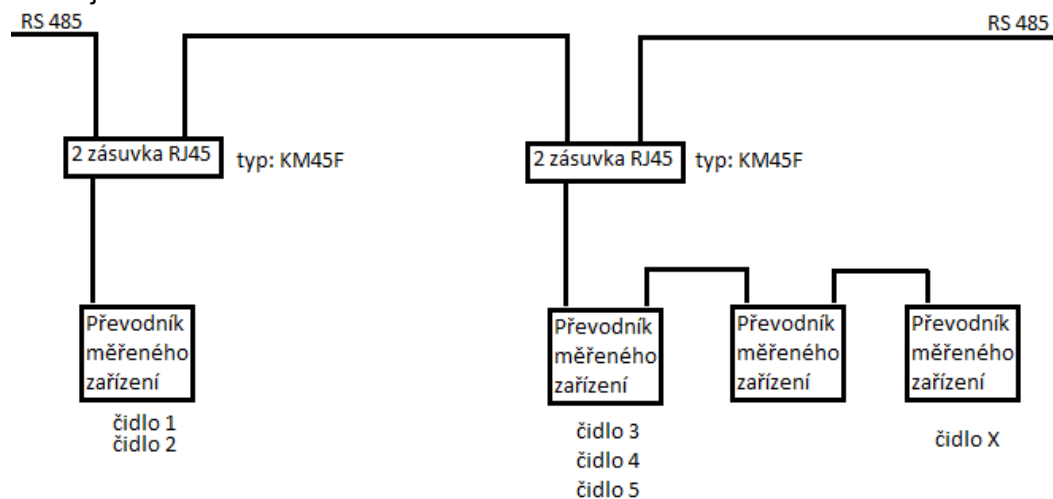 RS 485
RS 485
2 zásuvka RJ45
typ: KM45F
2 zásuvka RJ45
typ: KM45F
Převodník
měřeného
zařízení
čidlo 1
čidlo 2
Převodník
měřeného
zařízení
čidlo 3
čidlo 4
čidlo 5
Převodník
měřeného
zařízení
Převodník
měřeného
zařízení
čidlo X